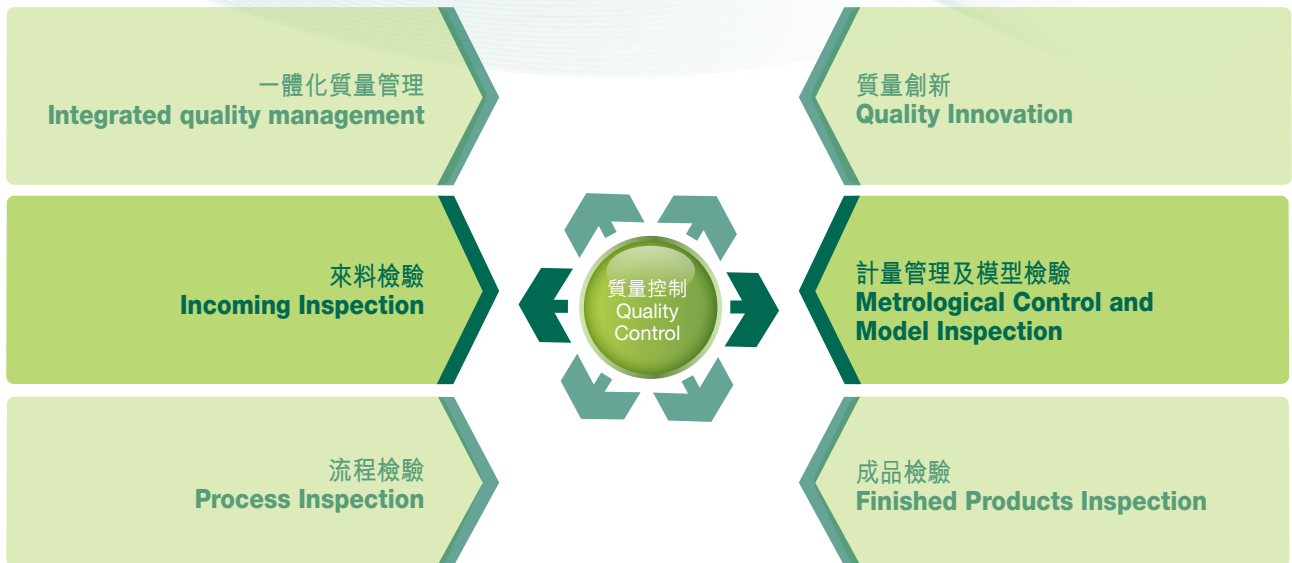 一體化質量管理
Integrated quality management
質量創新
Quality Innovation
來料檢驗
Incoming Inspection
質量控制
Quality
Control
計量管理及模型檢驗
Metrological Control and
Model Inspection
流程檢驗
Process Inspection
成品檢驗
Finished Products Inspection